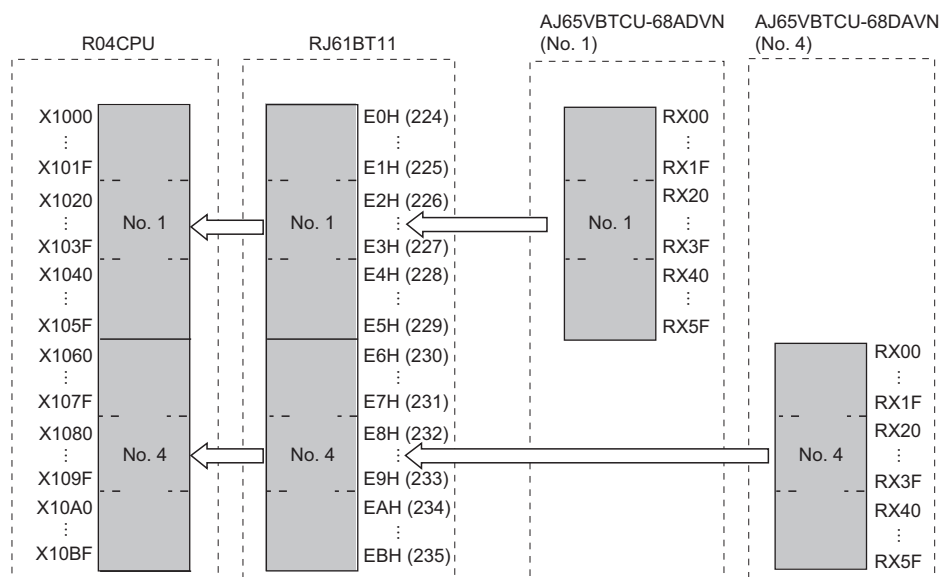 R04CPU
RJ61BT11
AJ65VBTCU-68ADVN
(No. 1)
AJ65VBTCU-68DAVN
(No. 4)
X1000
⋮
X101F
X1020
⋮
X103F
X1040
⋮
X105F
X1060
⋮
X107F
X1080
⋮
X109F
X10A0
⋮
X10BF
No. 1
No. 4
No. 1
No. 4
E0H (224)
⋮
E1H (225)
E2H (226)
⋮
E3H (227)
E4H (228)
⋮
E5H (229)
E6H (230)
⋮
E7H (231)
E8H (232)
⋮
E9H (233)
EAH (234)
⋮
EBH (235)
No. 1
RX00
⋮
RX1F
RX20
⋮
RX3F
RX40
⋮
RX5F
No. 4
RX00
⋮
RX1F
RX20
⋮
RX3F
RX40
⋮
RX5F